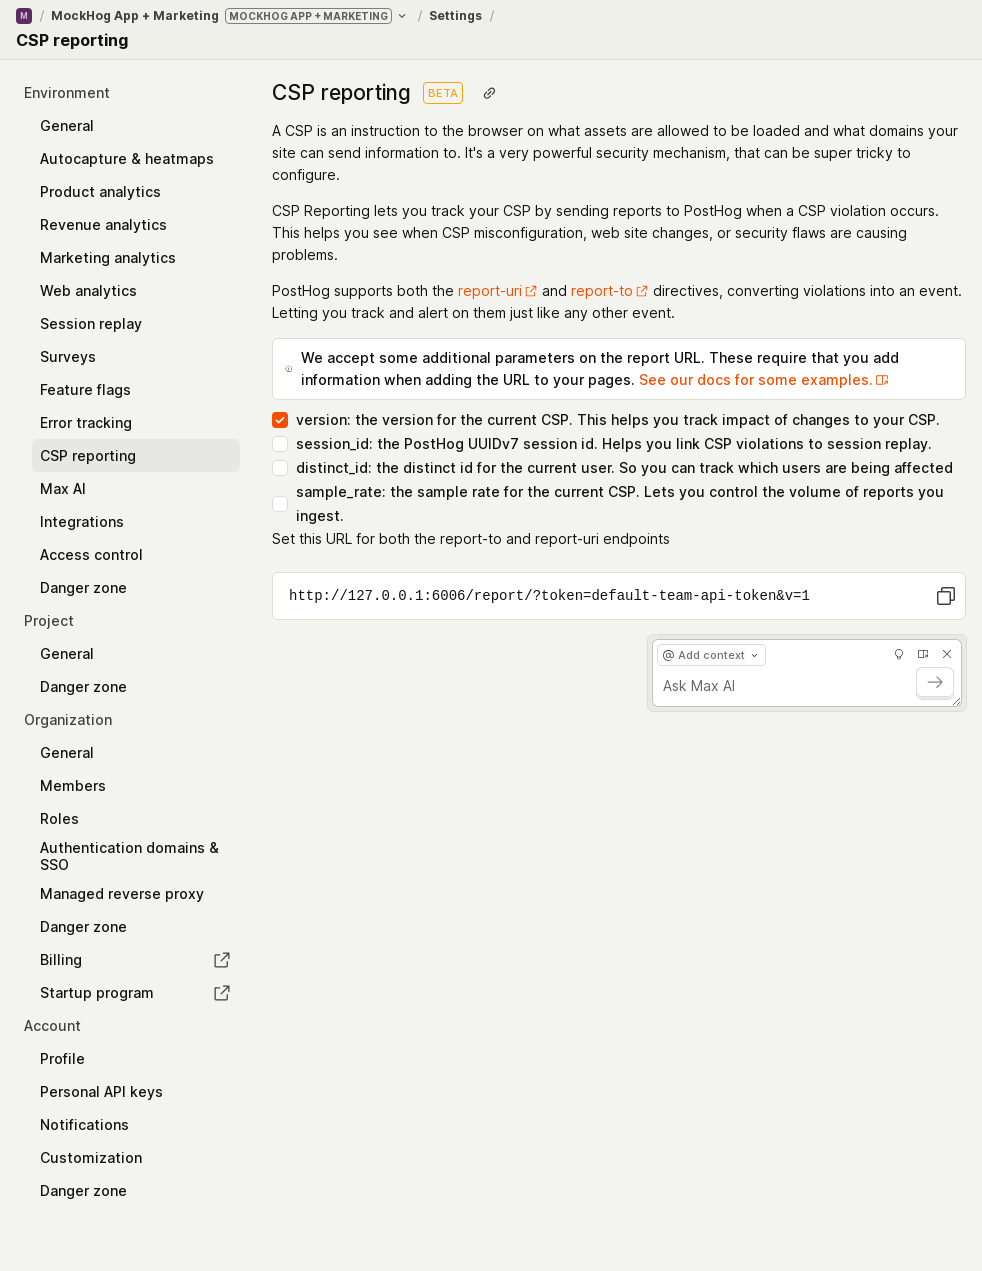 M / MockHog App + Marketing MOCKHOG APP + MARKETING / Settings /
CSP reporting
Environment
General
Autocapture & heatmaps
Product analytics
Revenue analytics
Marketing analytics
Web analytics
Session replay
Surveys
Feature flags
Error tracking
CSP reporting
Max AI
Integrations
Access control
Danger zone
Project
General
Danger zone
Organization
General
Members
Roles
Authentication domains &
SSO
Managed reverse proxy
Danger zone
Billing
Startup program
Account
Profile
Personal API keys
Notifications
Customization
Danger zone
CSP reporting BETA
A CSP is an instruction to the browser on what assets are allowed to be loaded and what domains your
site can send information to. It's a very powerful security mechanism, that can be super tricky to
configure.
CSP Reporting lets you track your CSP by sending reports to PostHog when a CSP violation occurs.
This helps you see when CSP misconfiguration, web site changes, or security flaws are causing
problems.
PostHog supports both the report-uri and report-to directives, converting violations into an event.
Letting you track and alert on them just like any other event.
We accept some additional parameters on the report URL. These require that you add
information when adding the URL to your pages. See our docs for some examples.
version: the version for the current CSP. This helps you track impact of changes to your CSP.
session_id: the PostHog UUIDv7 session id. Helps you link CSP violations to session replay.
distinct_id: the distinct id for the current user. So you can track which users are being affected
sample_rate: the sample rate for the current CSP. Lets you control the volume of reports you
ingest.
Set this URL for both the report-to and report-uri endpoints
http://127.0.0.1:6006/report/?token=default-team-api-token&v=1
@ Add context
Ask Max AI